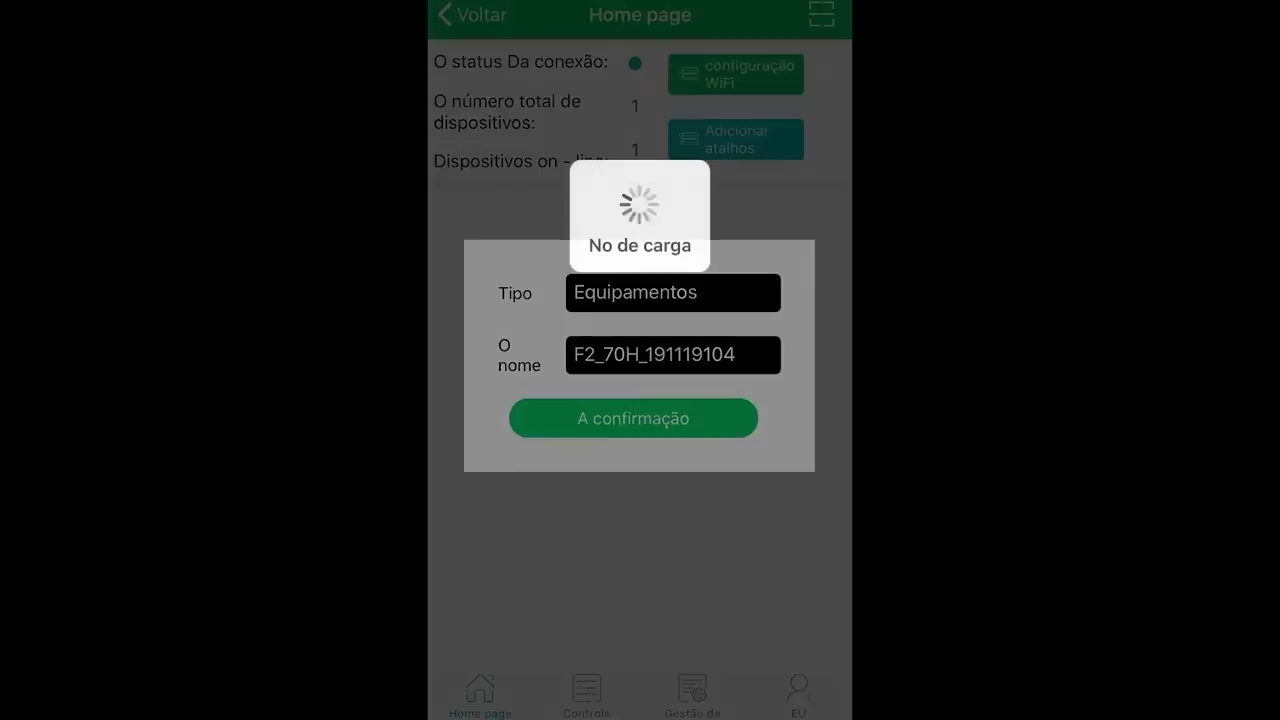 Voltar
Home page
O status Da conexão:
configuração
WiFi
O número total de
dispositivos:
1
Adicionar
atalhos
Dispositivos on - line:
1
No de carga
Tipo
Equipamentos
O
nome
F2_70H_191119104
A confirmação
Home page
Controle
Gestão de
EU